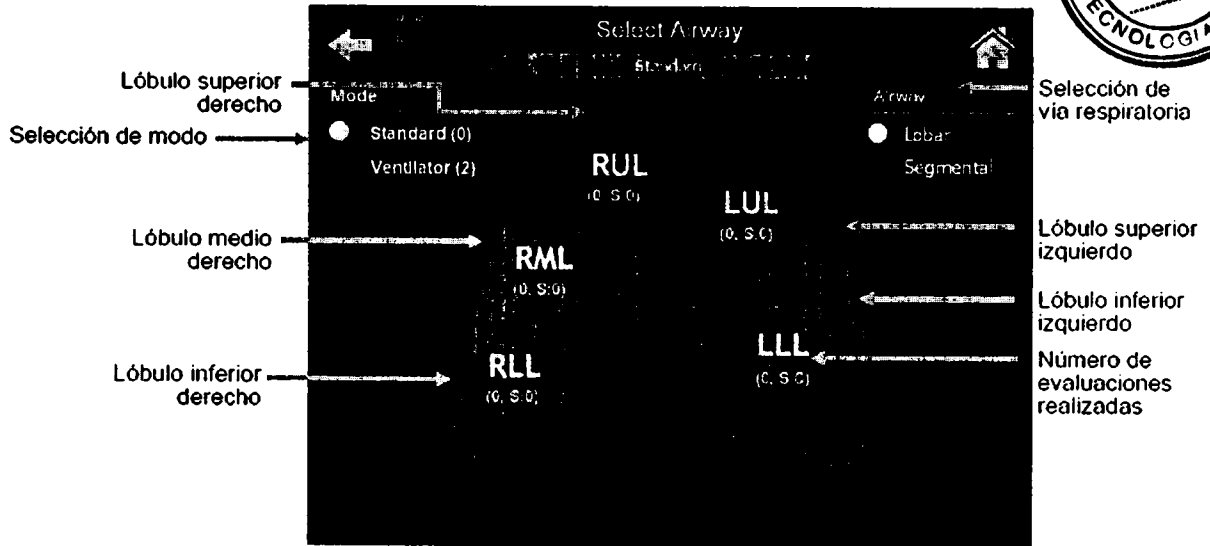 Select Airway
Standard
Lóbulo superior
derecho
Mode
Selección de modo
Standard (0)
Ventilator (2)
Airway
Lobar
Segmental
Selección de
vía respiratoria
RUL
(0, S:0)
LUL
(0, S:0)
Lóbulo superior
izquierdo
Lóbulo medio
derecho
RML
(0, S:0)
Lóbulo inferior
izquierdo
Lóbulo inferior
derecho
RLL
(0, S:0)
LLL
(0, S:0)
Número de
evaluaciones
realizadas